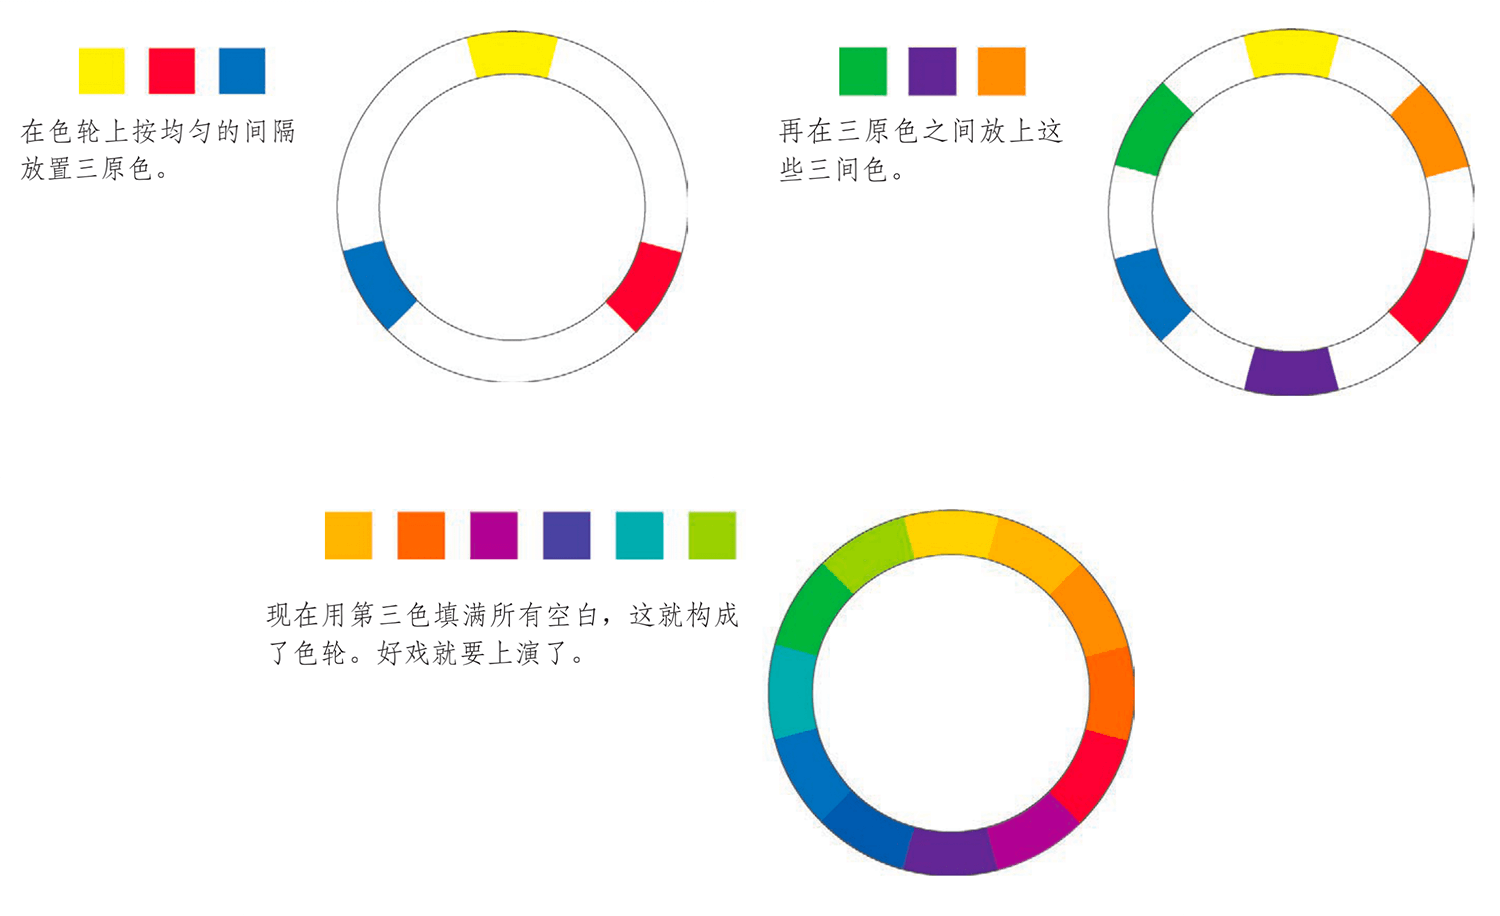 在色轮上按均匀的间隔
放置三原色。
再在三原色之间放上这
些三间色。
现在用第三色填满所有空白，这就构成
了色轮。好戏就要上演了。